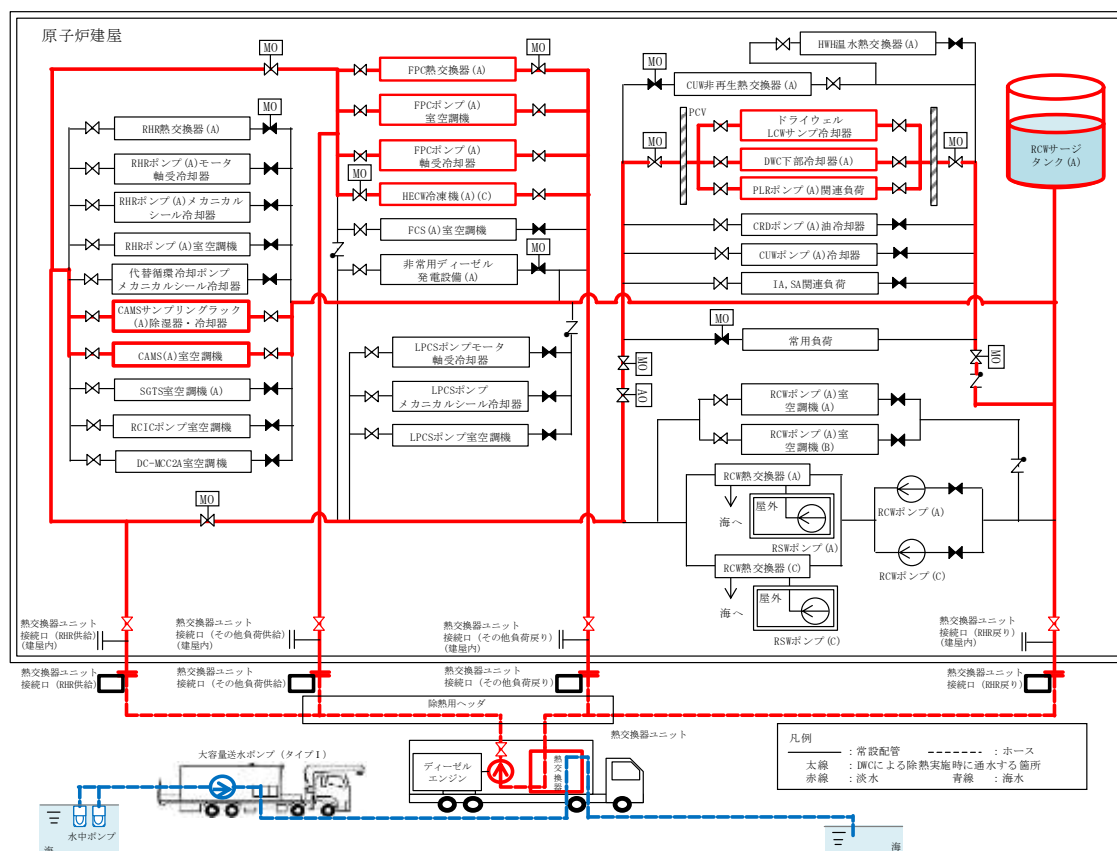 原子炉建屋
MO
MO
RHR熱交換器(A)
RHRポンプ(A)モータ
軸受冷却器
RHRポンプ(A)メカニカル
シール冷却器
RHRポンプ(A)室空調機
代替循環冷却ポンプ
メカニカルシール冷却器
CAMSサンプリングラック
(A)除湿器・冷却器
CAMS(A)室空調機
SGTS室空調機(A)
RCICポンプ室空調機
DC-MCC2A室空調機
MO
MO
FPC熱交換器(A)
FPCポンプ(A)
室空調機
FPCポンプ(A)
軸受冷却器
MO
HECW冷凍機(A)(C)
FCS(A)室空調機
MO
非常用ディーゼル
発電設備(A)
LPCSポンプモータ
軸受冷却器
LPCSポンプ
メカニカルシール冷却器
LPCSポンプ室空調機
HWH温水熱交換器(A)
MO
CUW非再生熱交換器(A)
PCV
MO
MO
ドライウェル
LCWサンプ冷却器
DWC下部冷却器(A)
PLRポンプ(A)関連負荷
CRDポンプ(A)油冷却器
CUWポンプ(A)冷却器
IA,SA関連負荷
MO
常用負荷
MO
AO
MO
RCWサージ
タンク(A)
RCWポンプ(A)室
空調機(A)
RCWポンプ(A)室
空調機(B)
RCW熱交換器(A)
海へ
屋外
RSWポンプ(A)
RCW熱交換器(C)
海へ
屋外
RSWポンプ(C)
RCWポンプ(A)
RCWポンプ(C)
熱交換器ユニット
接続口（RHR供給）
(建屋内)
熱交換器ユニット
接続口（その他負荷供給）
(建屋内)
熱交換器ユニット
接続口（その他負荷戻り）
(建屋内)
熱交換器ユニット
接続口（RHR戻り）
(建屋内)
熱交換器ユニット
接続口（RHR供給）
熱交換器ユニット
接続口（その他負荷供給）
熱交換器ユニット
接続口（その他負荷戻り）
熱交換器ユニット
接続口（RHR戻り）
除熱用ヘッダ
熱交換器ユニット
ディーゼル
エンジン
熱交換器
大容量送水ポンプ（タイプⅠ）
水中ポンプ
海
海
凡例
：常設配管
：ホース
太線 ：DWCによる除熱実施時に通水する箇所
赤線：淡水 青線：海水